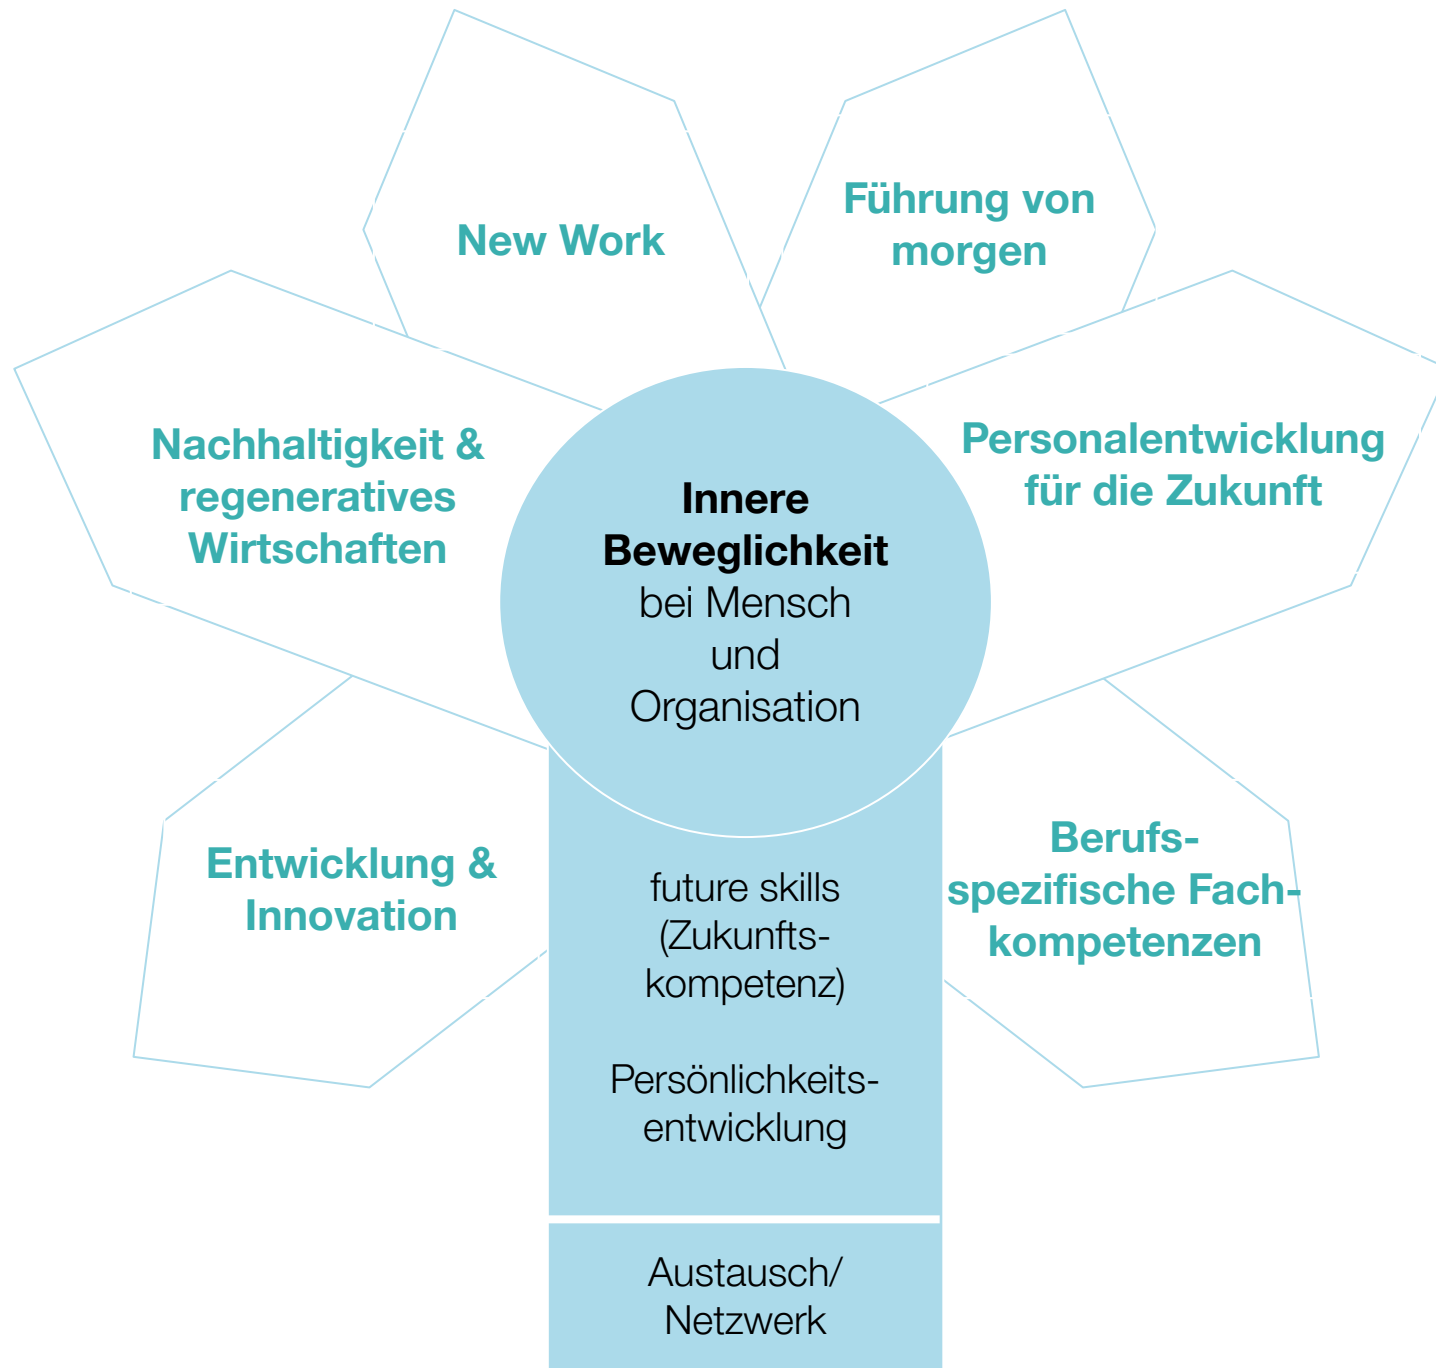 New Work
Führung von
morgen
Nachhaltigkeit &
regeneratives
Wirtschaften
Personalentwicklung
für die Zukunft
Innere
Beweglichkeit
bei Mensch
und
Organisation
Entwicklung &
Innovation
future skills
(Zukunfts-
kompetenz)
Persönlichkeits-
entwicklung
Berufs-
spezifische Fach-
kompetenzen
Austausch/
Netzwerk